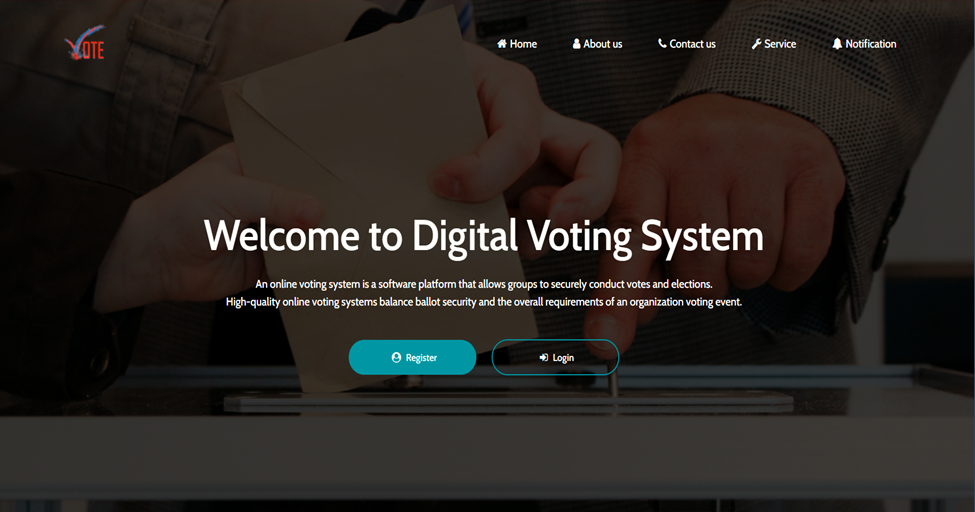 VOTE
Home
About us
Contact us
Service
Notification
Welcome to Digital Voting System
An online voting system is a software platform that allows groups to securely conduct votes and elections.
High-quality online voting systems balance ballot security and the overall requirements of an organization voting event.
Register
Login